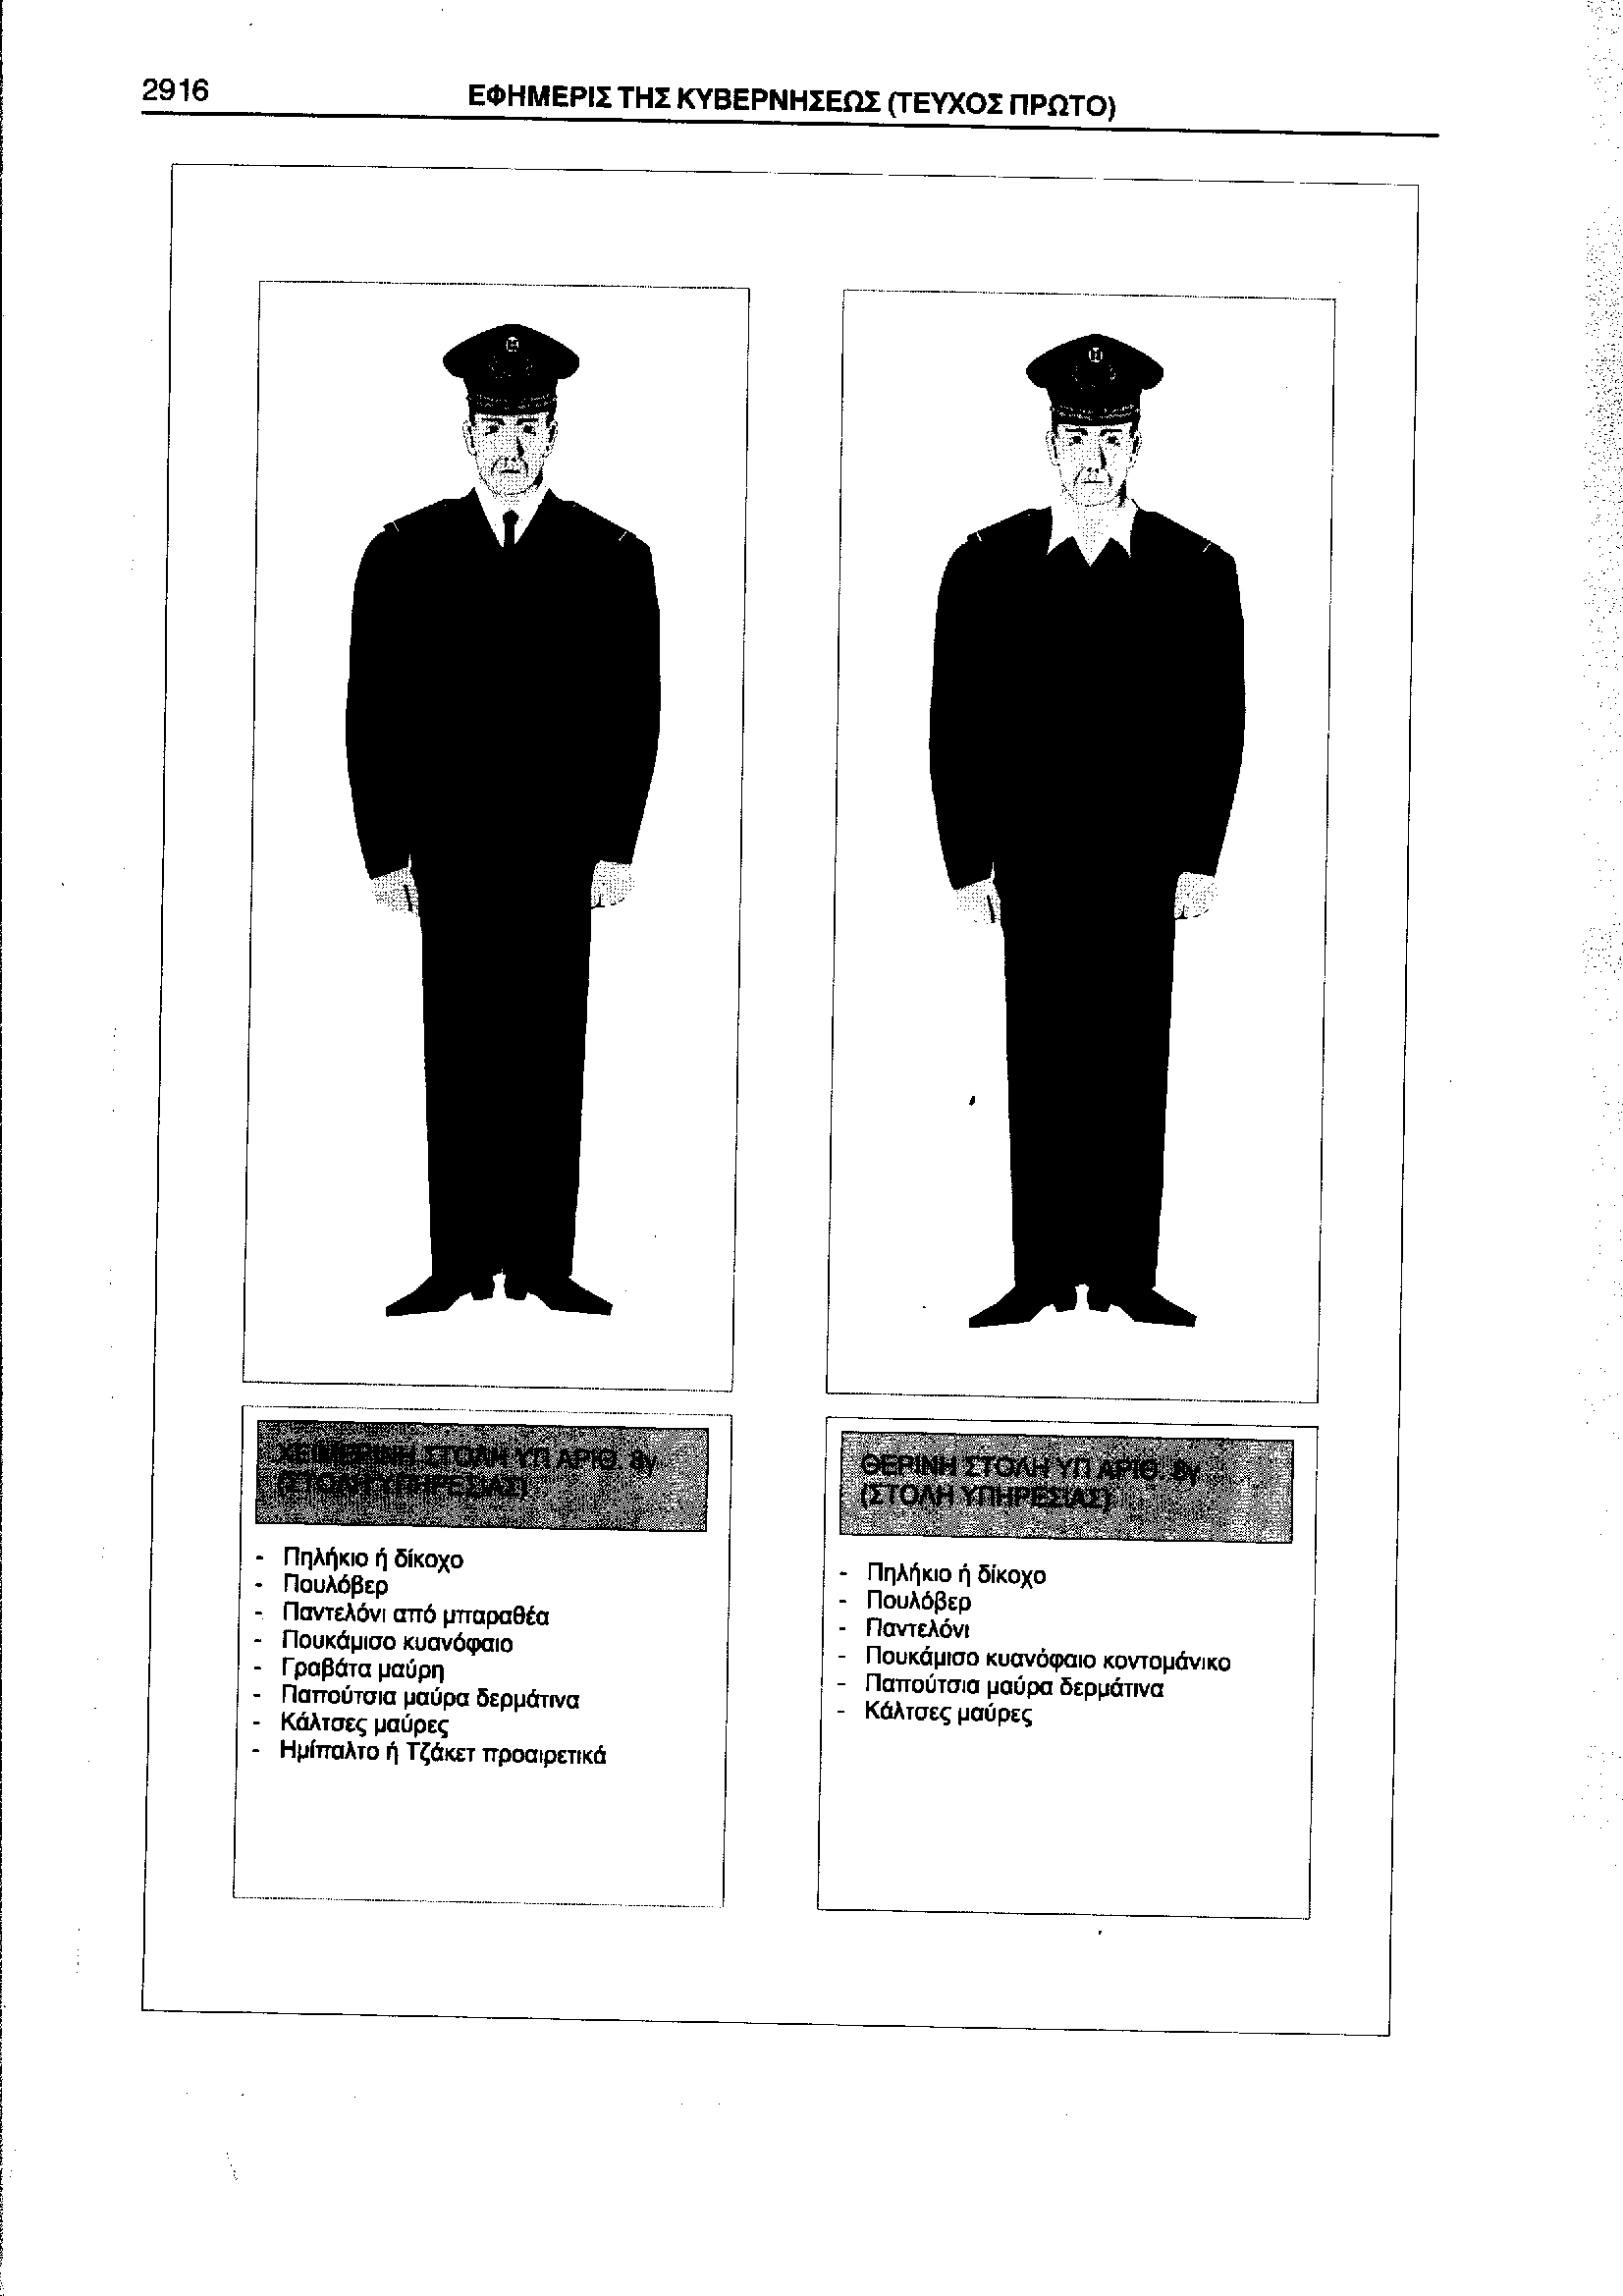 2916
ΕΦΗΜΕΡΙΣ ΤΗΣ ΚΥΒΕΡΝΗΣΕΩΣ (ΤΕΥΧΟΣ ΠΡΩΤΟ)
ΧΕΙΜΕΡΙΝΗ ΣΤΟΛΗ ΥΠ ΑΡΙΘ. 8γ
(ΣΤΟΛΗ ΥΠΗΡΕΣΙΑΣ)
- Πηλήκιο ή δίκοχο
- Πουλόβερ
- Παντελόνι από μπαραθέα
- Πουκάμισο κυανόφαιο
- Γραβάτα μαύρη
- Παπούτσια μαύρα δερμάτινα
- Κάλτσες μαύρες
- Ημίπαλτο ή Τζάκετ προαιρετικά
ΘΕΡΙΝΗ ΣΤΟΛΗ ΥΠ ΑΡΙΘ. 8γ
(ΣΤΟΛΗ ΥΠΗΡΕΣΙΑΣ)
- Πηλήκιο ή δίκοχο
- Πουλόβερ
- Παντελόνι
- Πουκάμισο κυανόφαιο κοντομάνικο
- Παπούτσια μαύρα δερμάτινα
- Κάλτσες μαύρες